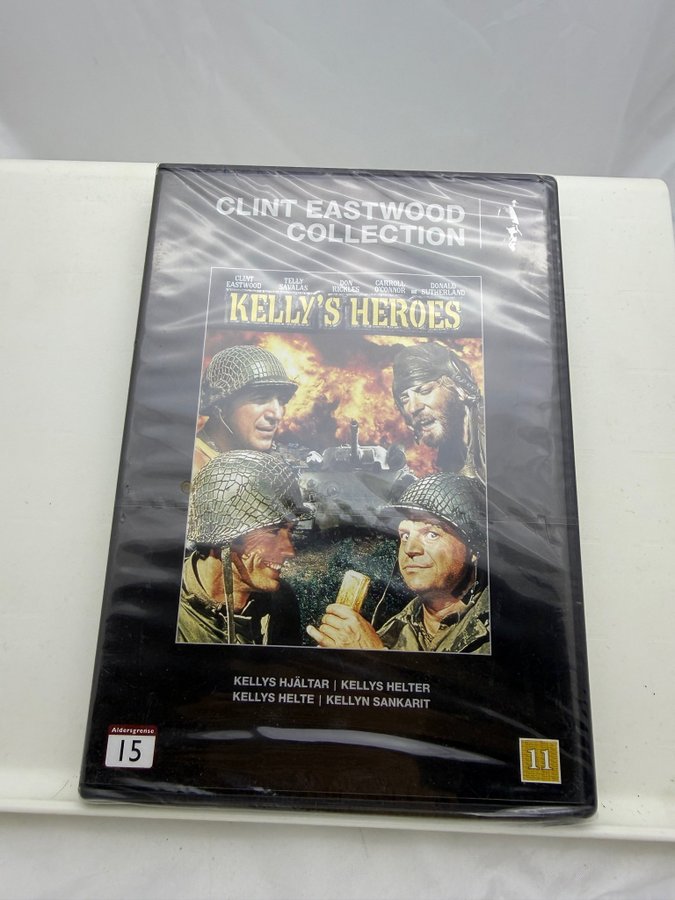 CLINT EASTWOOD
COLLECTION
CLINT EASTWOOD TELLY SAVALAS DON RICKLES CARROLL O'CONNOR AND DONALD SUTHERLAND
KELLY'S HEROES
KELLYS HJÄLTAR | KELLYS HELTER
KELLYS HELTE | KELLYN SANKARIT
Aldersgrense
15
11